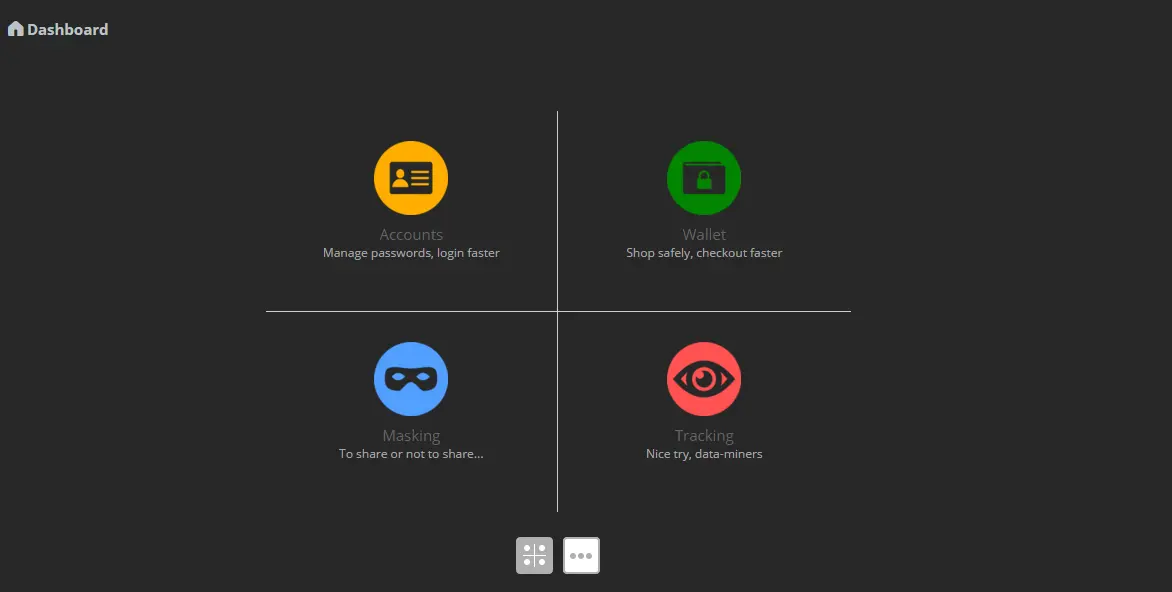 Dashboard
Accounts
Manage passwords, login faster
Wallet
Shop safely, checkout faster
Masking
To share or not to share...
Tracking
Nice try, data-miners